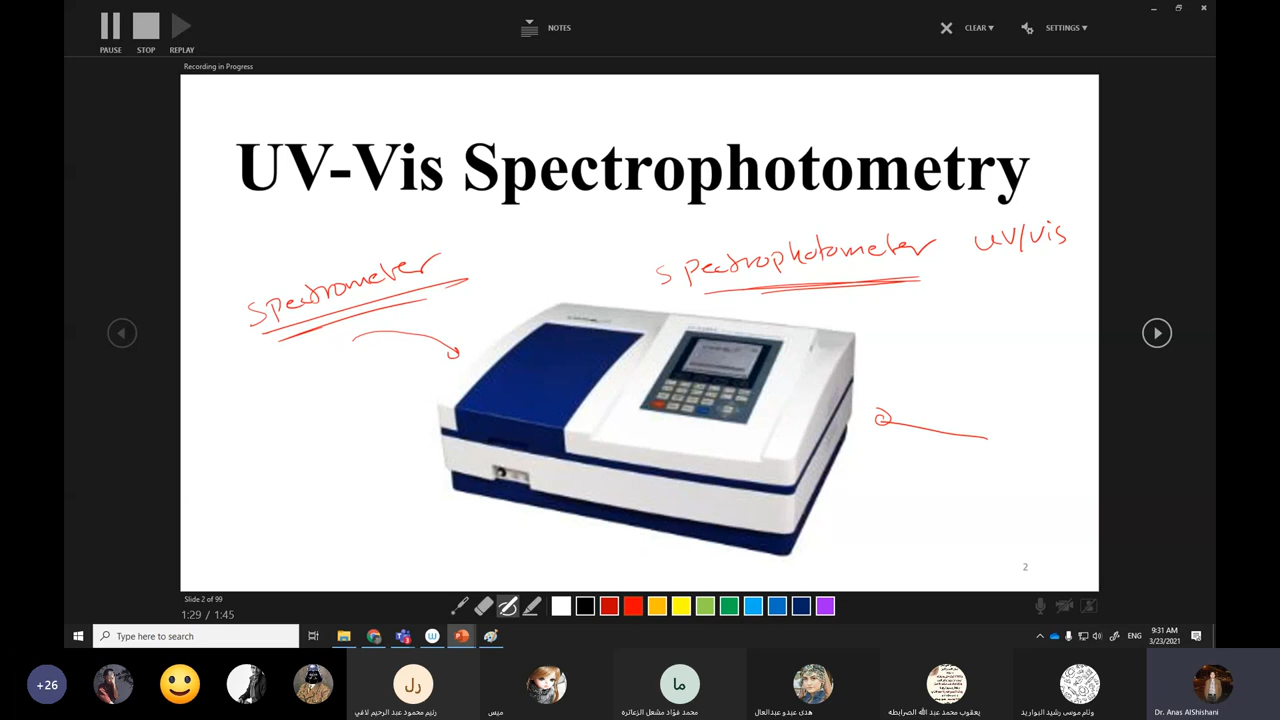 NOTES
CLEAR
SETTINGS
PAUSE
STOP
REPLAY
Recording in Progress
UV-Vis Spectrophotometry
spectrometer
spectrophotometer
UV/Vis
2
Slide 2 of 99
1:29 / 1:45
Type here to search
ENG
9:31 AM
3/23/2021
+26
رل
رنيم محمود عبد الرحيم لافي
ميس
ما
محمد فؤاد مشعل الزعاتره
هدى عبدو عبدالعال
يعقوب محمد عبد الله الصرايطه
وئام موسى رشيد البواريد
Dr. Anas AlShishani